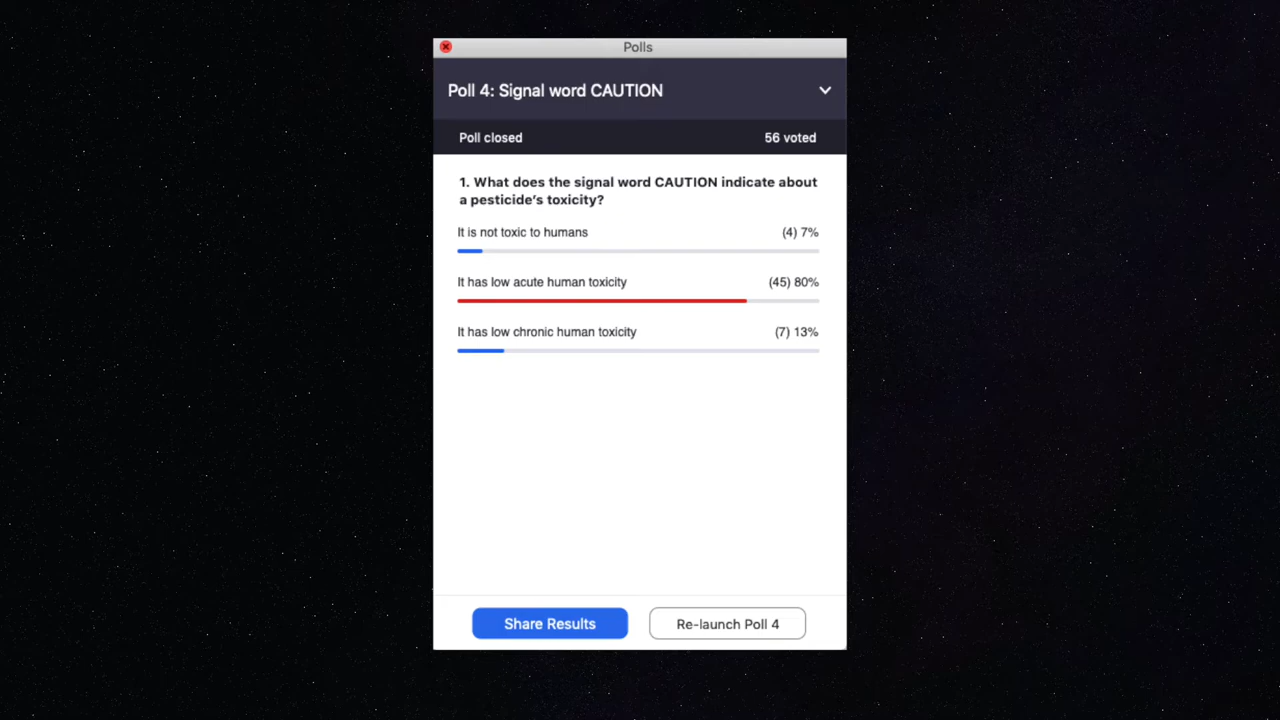 Polls
Poll 4: Signal word CAUTION
Poll closed 56 voted
1. What does the signal word CAUTION indicate about
a pesticide's toxicity?
It is not toxic to humans (4) 7%
It has low acute human toxicity (45) 80%
It has low chronic human toxicity (7) 13%
Share Results Re-launch Poll 4